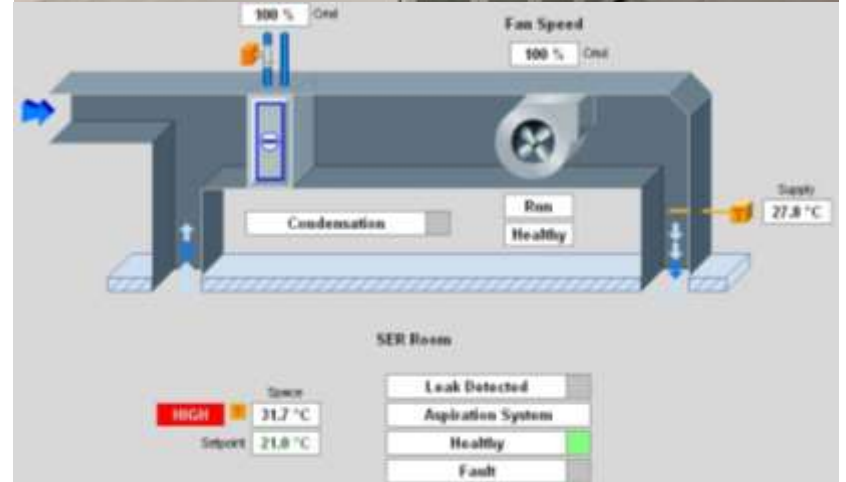 100 % Cmd
Fan Speed
100 % Cmd
Supply
27.8 °C
Condensation
Run
Healthy
SER Room
Space
HIGH 31.7 °C
Setpoint 21.0 °C
Leak Detected
Aspiration System
Healthy
Fault